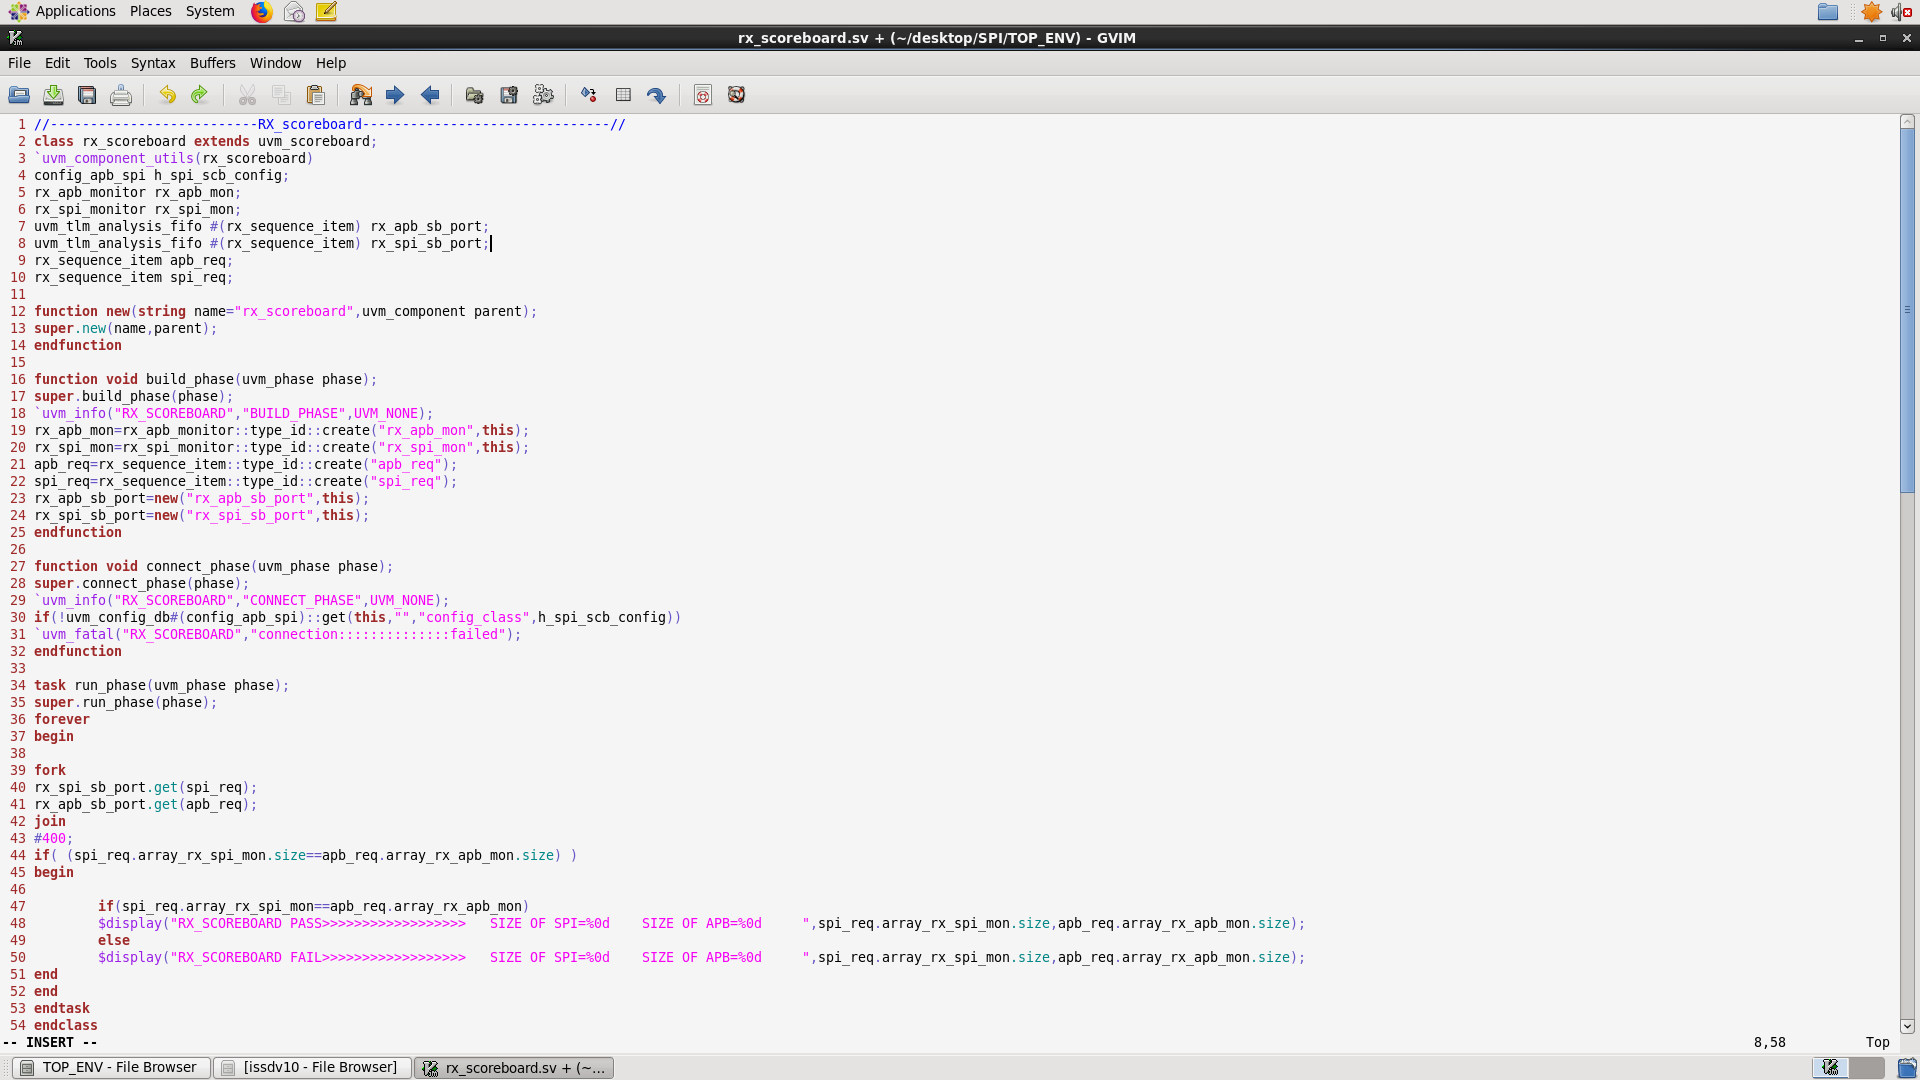 Applications Places System
rx_scoreboard.sv + (~/desktop/SPI/TOP_ENV) - GVIM
File Edit Tools Syntax Buffers Window Help
1 //--------------------------RX_scoreboard-------------------------------//
2 class rx_scoreboard extends uvm_scoreboard;
3 `uvm_component_utils(rx_scoreboard)
4 config_apb_spi h_spi_scb_config;
5 rx_apb_monitor rx_apb_mon;
6 rx_spi_monitor rx_spi_mon;
7 uvm_tlm_analysis_fifo #(rx_sequence_item) rx_apb_sb_port;
8 uvm_tlm_analysis_fifo #(rx_sequence_item) rx_spi_sb_port;
9 rx_sequence_item apb_req;
10 rx_sequence_item spi_req;
11
12 function new(string name="rx_scoreboard",uvm_component parent);
13 super.new(name,parent);
14 endfunction
15
16 function void build_phase(uvm_phase phase);
17 super.build_phase(phase);
18 `uvm_info("RX_SCOREBOARD","BUILD_PHASE",UVM_NONE);
19 rx_apb_mon=rx_apb_monitor::type_id::create("rx_apb_mon",this);
20 rx_spi_mon=rx_spi_monitor::type_id::create("rx_spi_mon",this);
21 apb_req=rx_sequence_item::type_id::create("apb_req");
22 spi_req=rx_sequence_item::type_id::create("spi_req");
23 rx_apb_sb_port=new("rx_apb_sb_port",this);
24 rx_spi_sb_port=new("rx_spi_sb_port",this);
25 endfunction
26
27 function void connect_phase(uvm_phase phase);
28 super.connect_phase(phase);
29 `uvm_info("RX_SCOREBOARD","CONNECT_PHASE",UVM_NONE);
30 if(!uvm_config_db#(config_apb_spi)::get(this,"","config_class",h_spi_scb_config))
31 `uvm_fatal("RX_SCOREBOARD","connection::::::::::::::failed");
32 endfunction
33
34 task run_phase(uvm_phase phase);
35 super.run_phase(phase);
36 forever
37 begin
38
39 fork
40 rx_spi_sb_port.get(spi_req);
41 rx_apb_sb_port.get(apb_req);
42 join
43 #400;
44 if( (spi_req.array_rx_spi_mon.size==apb_req.array_rx_apb_mon.size) )
45 begin
46
47         if(spi_req.array_rx_spi_mon==apb_req.array_rx_apb_mon)
48         $display("RX_SCOREBOARD PASS>>>>>>>>>>>>>>>>>>   SIZE OF SPI=%0d    SIZE OF APB=%0d     ",spi_req.array_rx_spi_mon.size,apb_req.array_rx_apb_mon.size);
49         else
50         $display("RX_SCOREBOARD FAIL>>>>>>>>>>>>>>>>>>   SIZE OF SPI=%0d    SIZE OF APB=%0d     ",spi_req.array_rx_spi_mon.size,apb_req.array_rx_apb_mon.size);
51 end
52 end
53 endtask
54 endclass
-- INSERT -- 8,58 Top
TOP_ENV - File Browser [issdv10 - File Browser] rx_scoreboard.sv + (~...